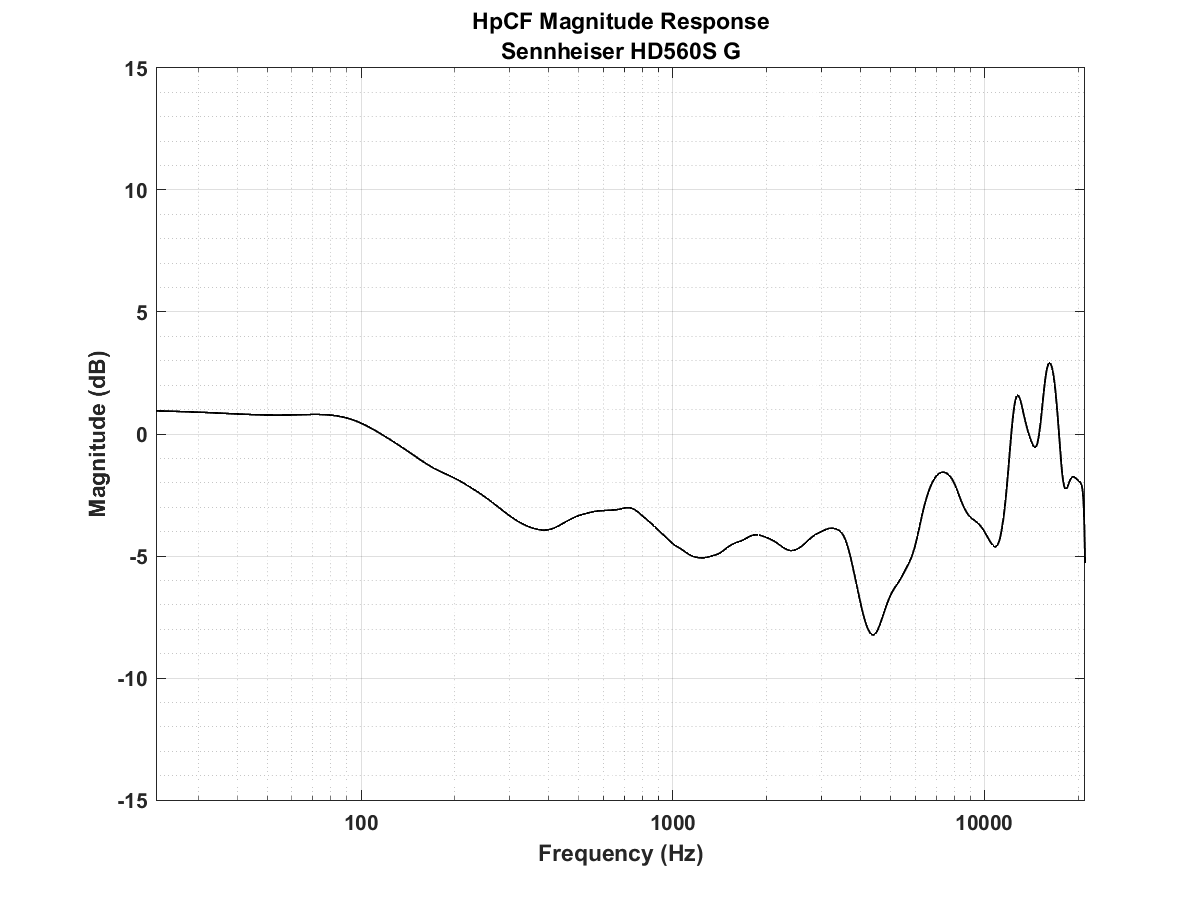 HpCF Magnitude Response
Sennheiser HD560S G
15
10
5
0
-5
-10
-15
Magnitude (dB)
100
1000
10000
Frequency (Hz)